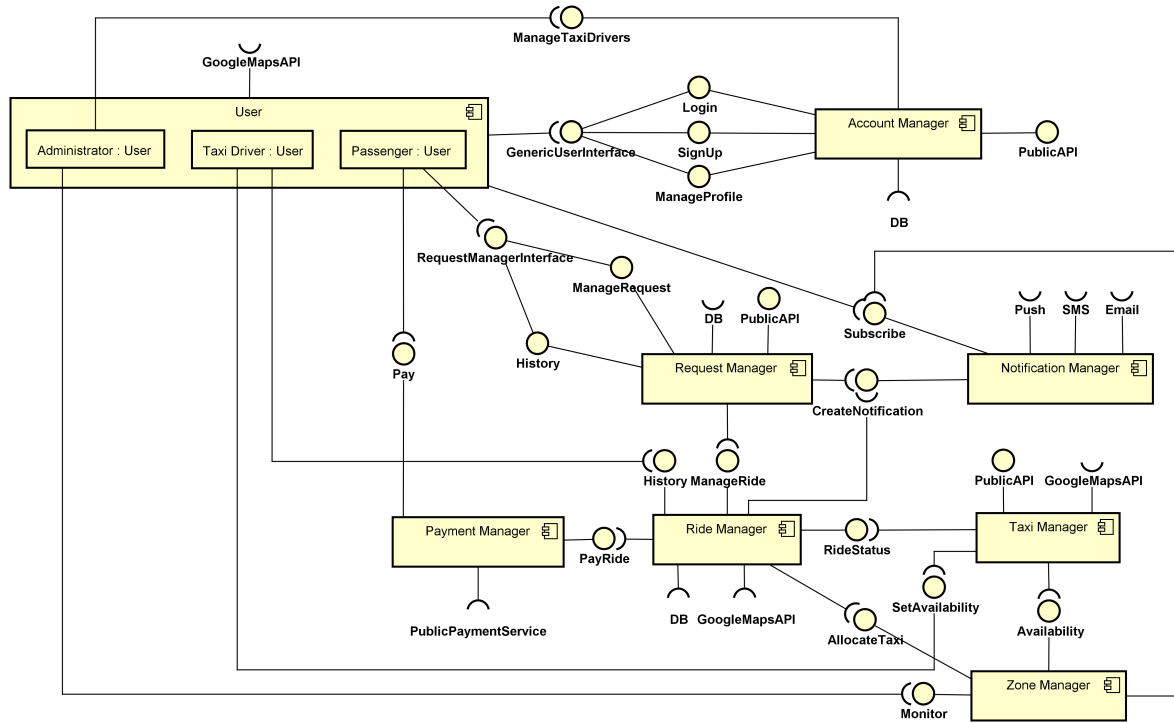 ManageTaxiDrivers
GoogleMapsAPI
User
Administrator : User
Taxi Driver : User
Passenger : User
GenericUserInterface
Login
SignUp
ManageProfile
Account Manager
PublicAPI
DB
RequestManagerInterface
ManageRequest
History
Pay
DB
PublicAPI
Request Manager
Subscribe
Push
SMS
Email
Notification Manager
CreateNotification
History
ManageRide
PublicAPI
GoogleMapsAPI
Payment Manager
PayRide
Ride Manager
RideStatus
Taxi Manager
PublicPaymentService
DB
GoogleMapsAPI
SetAvailability
Availability
AllocateTaxi
Zone Manager
Monitor